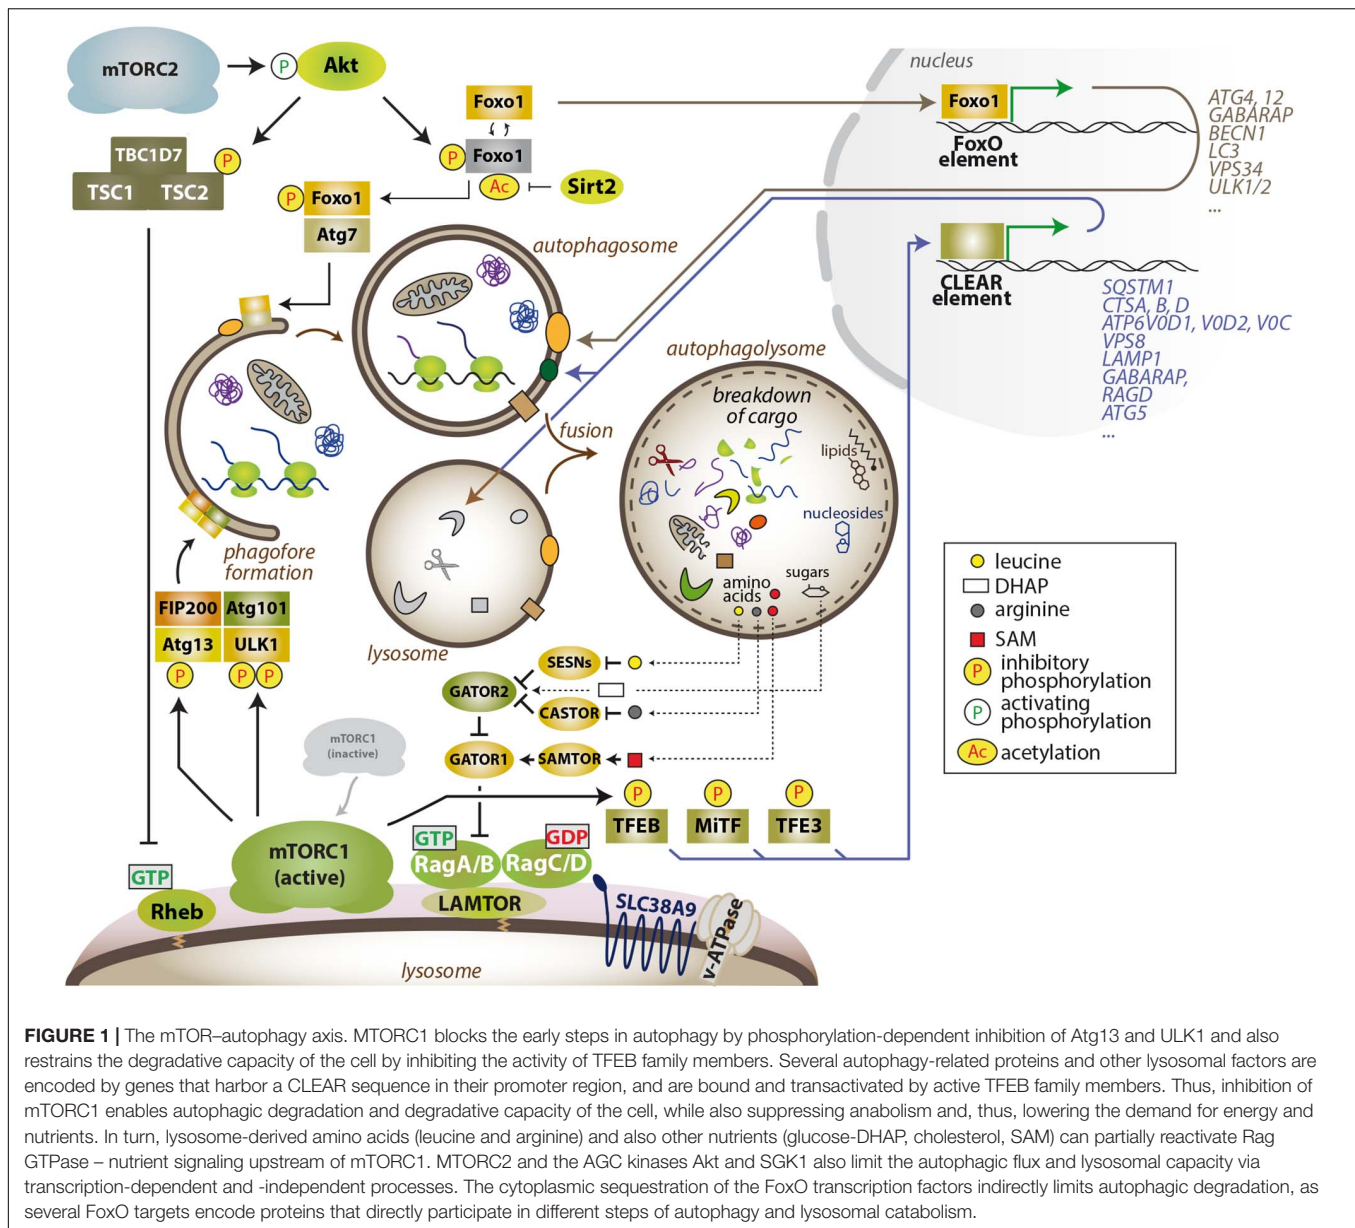 mTORC2
P
Akt
TBC1D7
TSC1
TSC2
P
Foxo1
P
Foxo1
Ac
Sirt2
P
Foxo1
Atg7
nucleus
Foxo1
FoxO
element
ATG4, 12
GABARAP
BECN1
LC3
VPS34
ULK1/2
...
CLEAR
element
SQSTM1
CTSA, B, D
ATP6V0D1, V0D2, V0C
VPS8
LAMP1
GABARAP,
RAGD
ATG5
...
autophagosome
autophagolysome
breakdown
of cargo
lipids
nucleosides
amino
acids
sugars
fusion
phagofore
formation
lysosome
FIP200
Atg101
Atg13
ULK1
P
P
P
SESNs
GATOR2
CASTOR
GATOR1
SAMTOR
mTORC1
(inactive)
mTORC1
(active)
P
P
P
TFEB
MiTF
TFE3
GTP
Rheb
GTP
RagA/B
GDP
RagC/D
LAMTOR
SLC38A9
v-ATPase
lysosome
leucine
DHAP
arginine
SAM
P
inhibitory
phosphorylation
P
activating
phosphorylation
Ac
acetylation
FIGURE 1 | The mTOR–autophagy axis. MTORC1 blocks the early steps in autophagy by phosphorylation-dependent inhibition of Atg13 and ULK1 and also
restrains the degradative capacity of the cell by inhibiting the activity of TFEB family members. Several autophagy-related proteins and other lysosomal factors are
encoded by genes that harbor a CLEAR sequence in their promoter region, and are bound and transactivated by active TFEB family members. Thus, inhibition of
mTORC1 enables autophagic degradation and degradative capacity of the cell, while also suppressing anabolism and, thus, lowering the demand for energy and
nutrients. In turn, lysosome-derived amino acids (leucine and arginine) and also other nutrients (glucose-DHAP, cholesterol, SAM) can partially reactivate Rag
GTPase – nutrient signaling upstream of mTORC1. MTORC2 and the AGC kinases Akt and SGK1 also limit the autophagic flux and lysosomal capacity via
transcription-dependent and -independent processes. The cytoplasmic sequestration of the FoxO transcription factors indirectly limits autophagic degradation, as
several FoxO targets encode proteins that directly participate in different steps of autophagy and lysosomal catabolism.